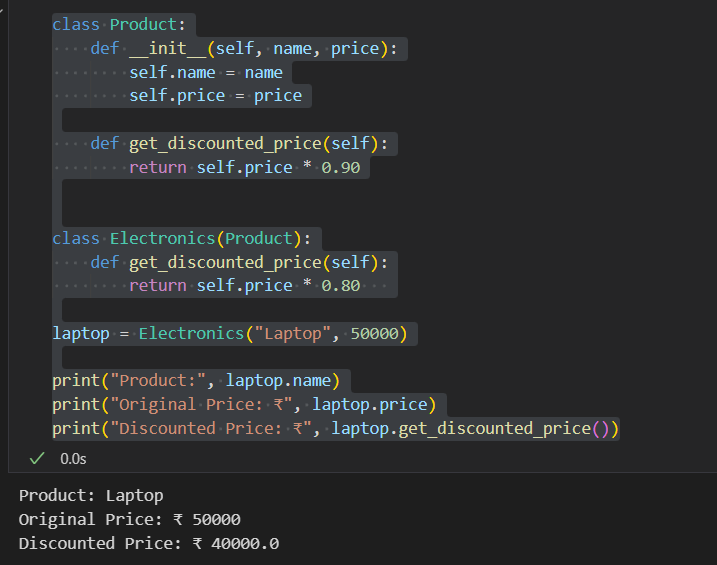 class Product:
    def __init__(self, name, price):
        self.name = name
        self.price = price

    def get_discounted_price(self):
        return self.price * 0.90


class Electronics(Product):
    def get_discounted_price(self):
        return self.price * 0.80

laptop = Electronics("Laptop", 50000)

print("Product:", laptop.name)
print("Original Price: ₹", laptop.price)
print("Discounted Price: ₹", laptop.get_discounted_price())
0.0s
Product: Laptop
Original Price: ₹ 50000
Discounted Price: ₹ 40000.0